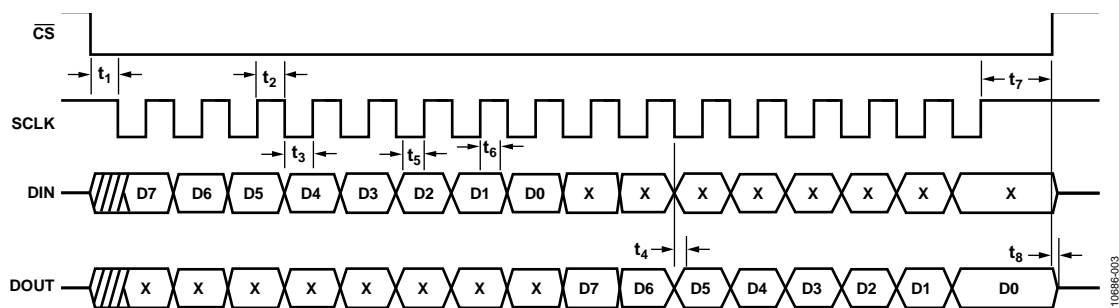 CS
t1 t2 t7
SCLK
t3 t5 t6
DIN D7 D6 D5 D4 D3 D2 D1 D0 X X X X X X X X
t4 t8
DOUT X X X X X X X X D7 D6 D5 D4 D3 D2 D1 D0
10806-003